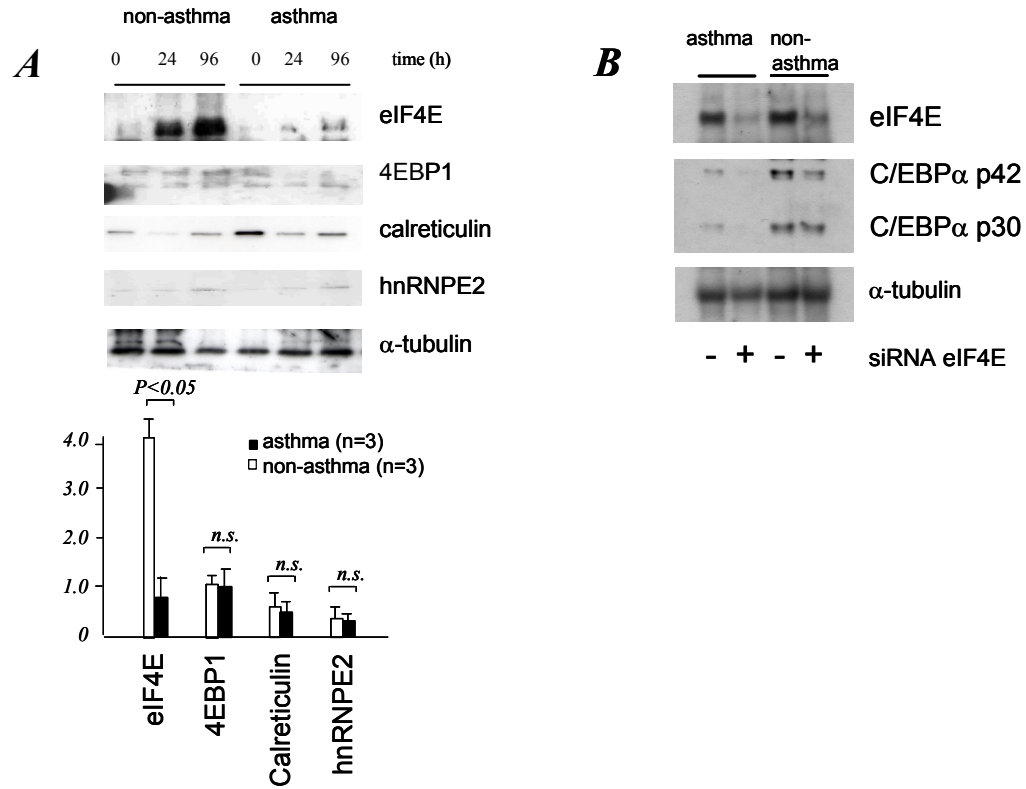 A
non-asthma asthma
0 24 96 0 24 96 time (h)
eIF4E
4EBP1
calreticulin
hnRNPE2
α-tubulin
P<0.05
4.0
3.0
2.0
1.0
0
asthma (n=3)
non-asthma (n=3)
n.s.
n.s.
n.s.
eIF4E
4EBP1
Calreticulin
hnRNPE2
B
asthma non-
asthma
eIF4E
C/EBPα p42
C/EBPα p30
α-tubulin
- + - + siRNA eIF4E